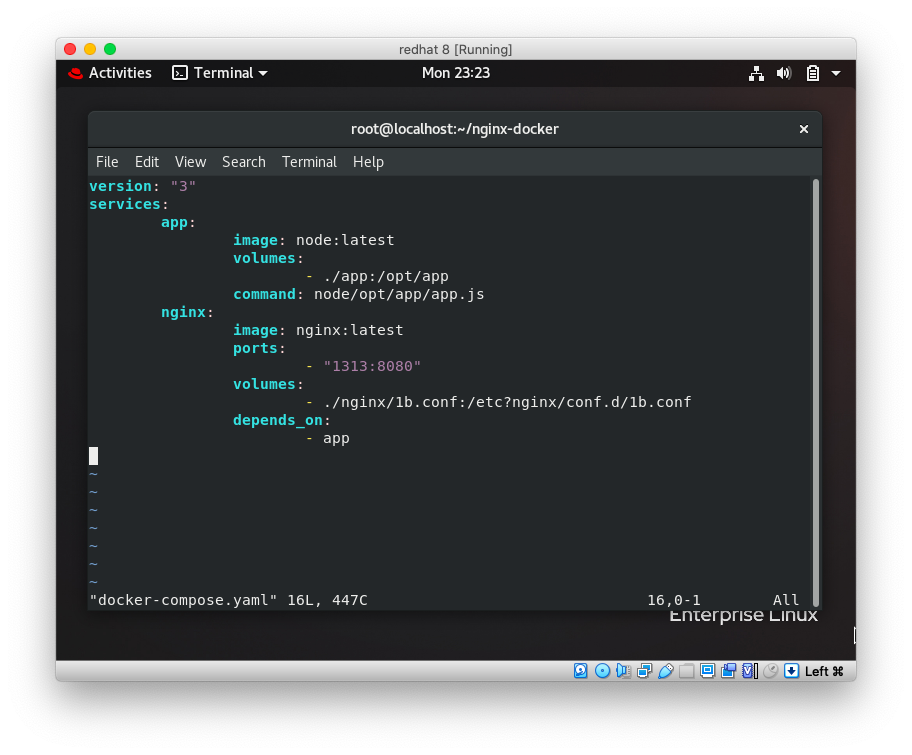 redhat 8 [Running]
Activities Terminal Mon 23:23
root@localhost:~/nginx-docker
File Edit View Search Terminal Help
version: "3"
services:
        app:
                image: node:latest
                volumes:
                        - ./app:/opt/app
                command: node/opt/app/app.js
        nginx:
                image: nginx:latest
                ports:
                        - "1313:8080"
                volumes:
                        - ./nginx/1b.conf:/etc?nginx/conf.d/1b.conf
                depends_on:
                        - app
~
~
~
~
~
~
~
"docker-compose.yaml" 16L, 447C 16,0-1 All
Enterprise Linux
Left ⌘